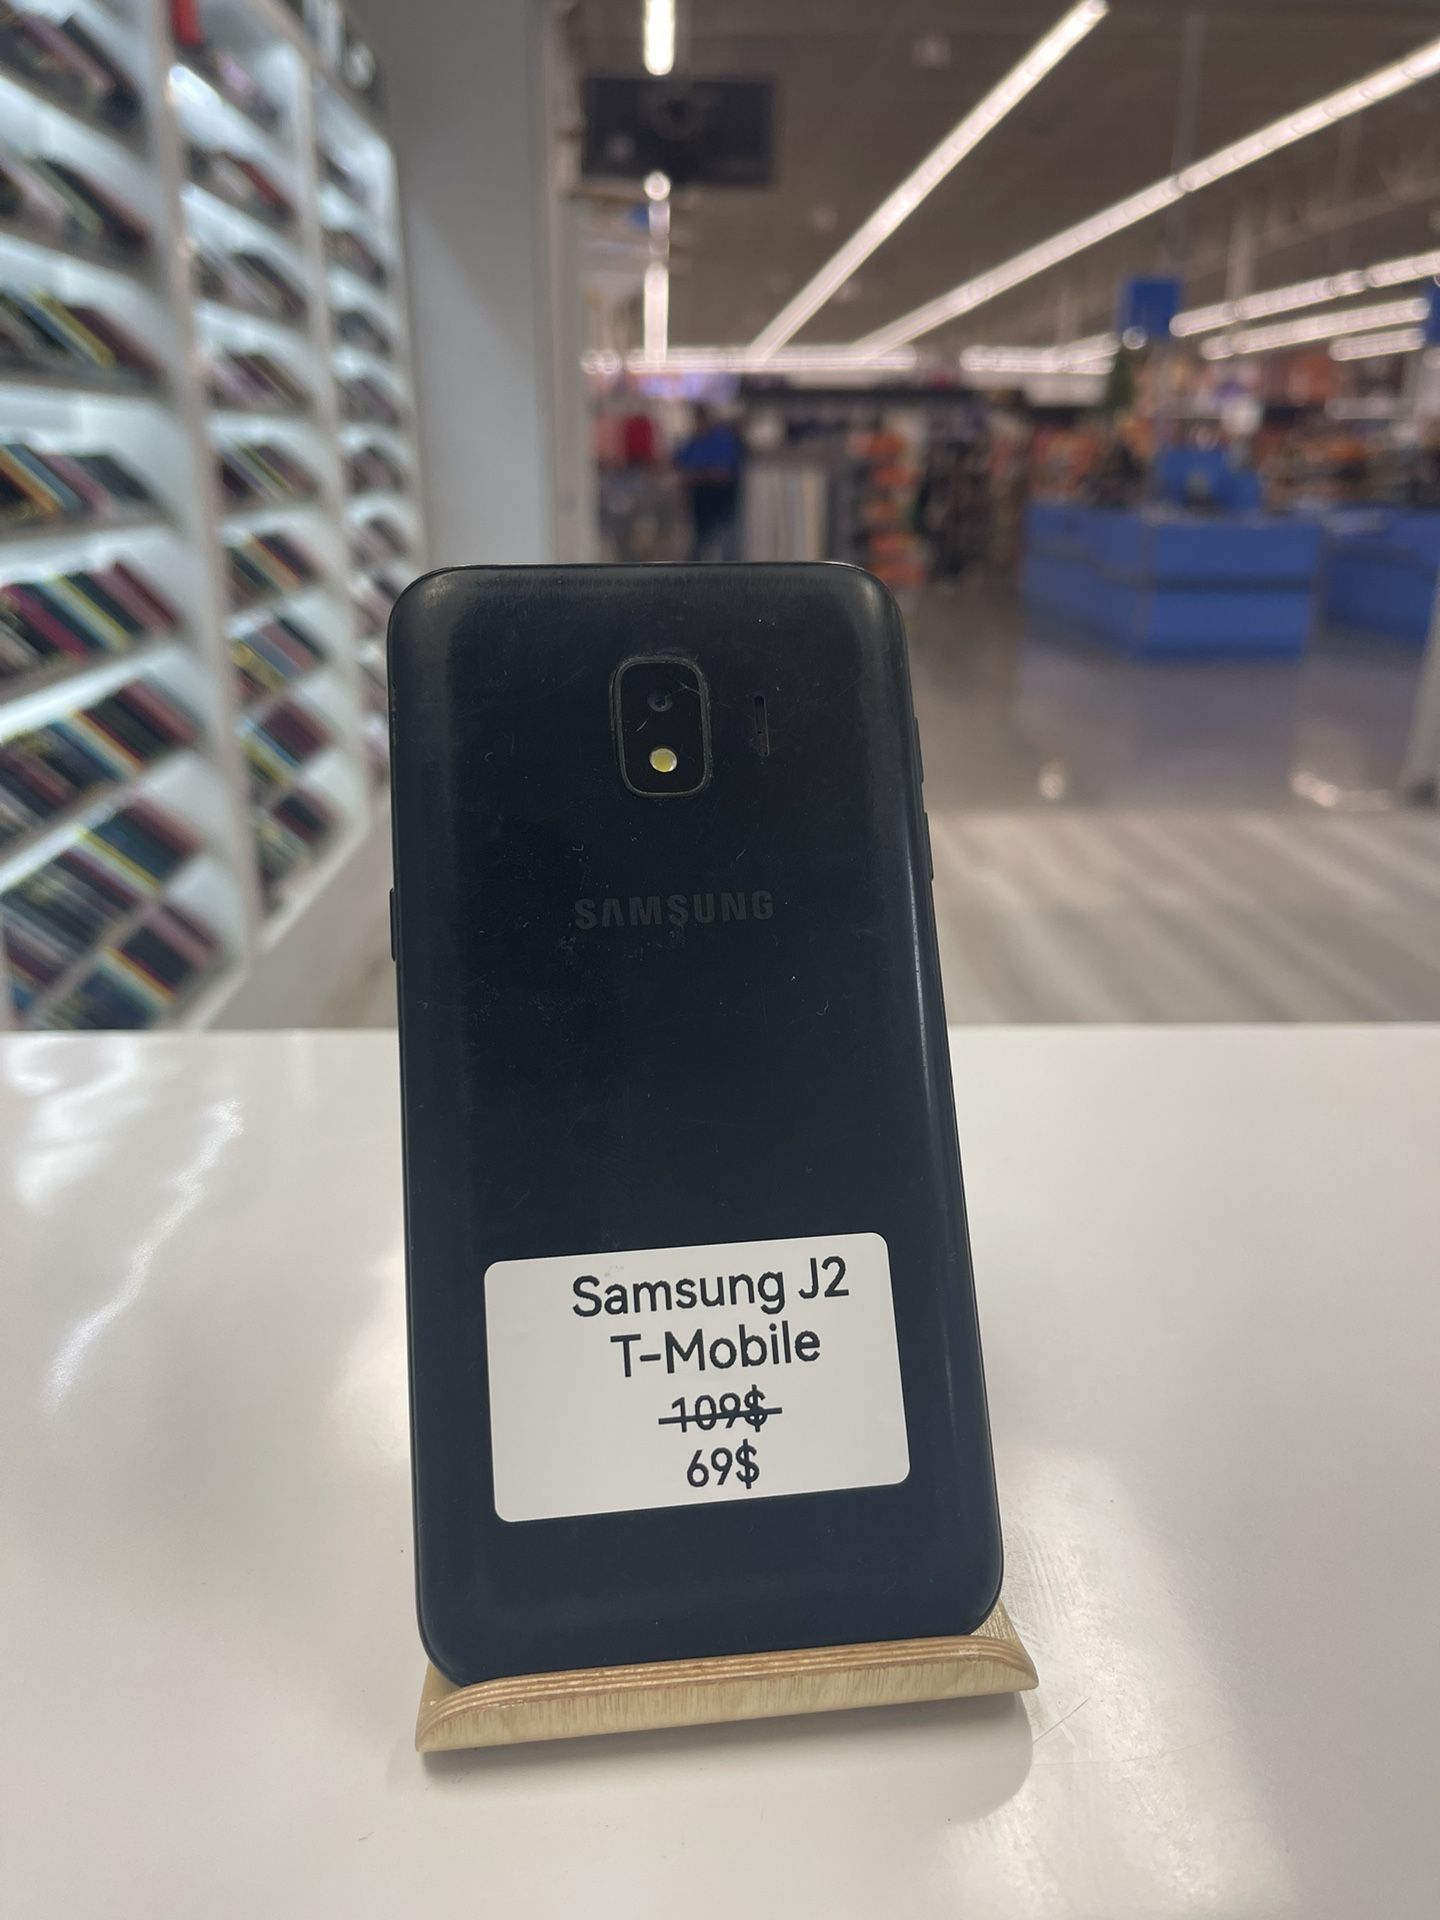 SAMSUNG
Samsung J2
T-Mobile
109$
69$